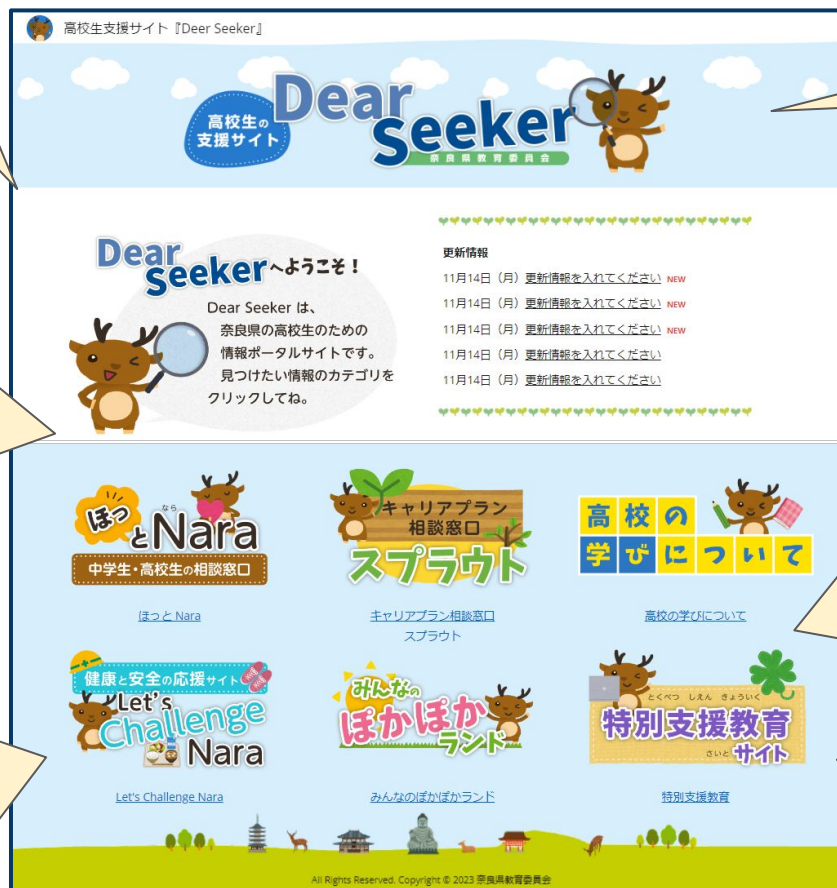 高校生支援サイト『Deer Seeker』
高校生の
支援サイト
Dear
Seeker
奈良県教育委員会
Dear
Seekerへようこそ！
Dear Seeker は、
奈良県の高校生のための
情報ポータルサイトです。
見つけたい情報のカテゴリを
クリックしてね。
更新情報
11月14日（月）更新情報を入れてください NEW
11月14日（月）更新情報を入れてください NEW
11月14日（月）更新情報を入れてください NEW
11月14日（月）更新情報を入れてください
11月14日（月）更新情報を入れてください
ほっ
なら
とNara
中学生・高校生の相談窓口
ほっと Nara
キャリアプラン
相談窓口
スプラウト
キャリアプラン相談窓口
スプラウト
高校の
学びについて
高校の学びについて
健康と安全の応援サイト
Let's
Challenge
Nara
Let's Challenge Nara
みんなの
ぽかぽか
ランド
みんなのぽかぽかランド
とくべつ しえん きょういく
特別支援教育
さいと サイト
特別支援教育
All Rights Reserved. Copyright © 2023 奈良県教育委員会